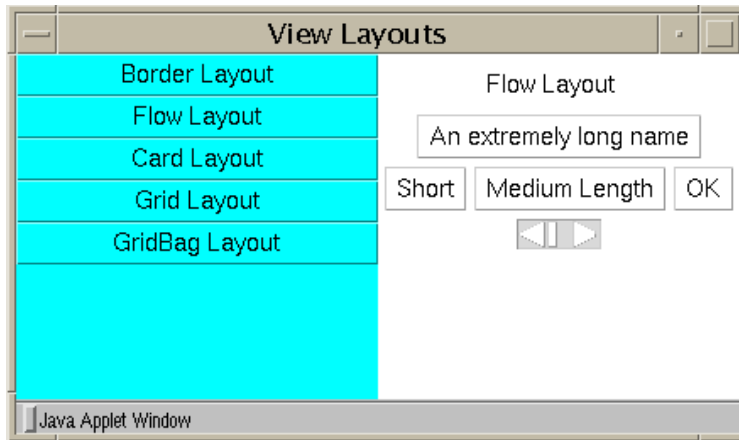 View Layouts
Border Layout
Flow Layout
Card Layout
Grid Layout
GridBag Layout
Flow Layout
An extremely long name
Short
Medium Length
OK
Java Applet Window